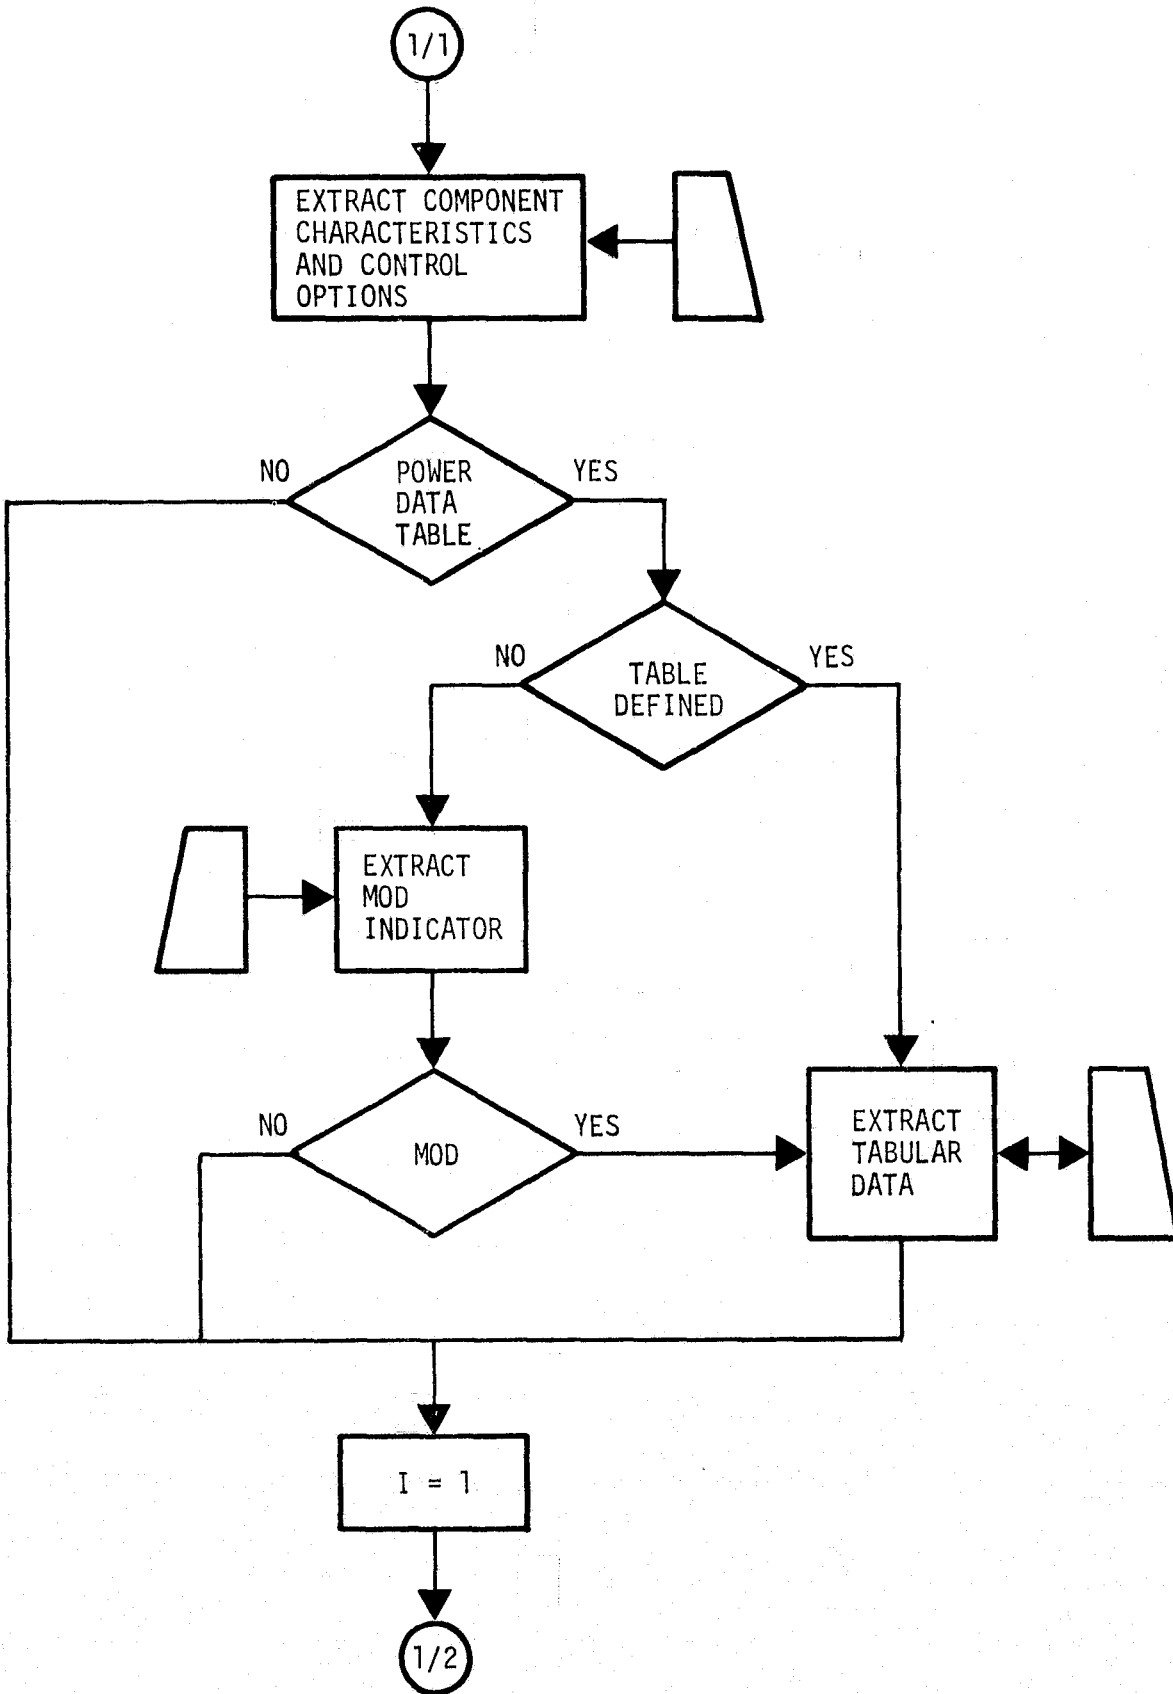 1/1
EXTRACT COMPONENT
CHARACTERISTICS
AND CONTROL
OPTIONS
NO
YES
POWER
DATA
TABLE
NO
YES
TABLE
DEFINED
EXTRACT
MOD
INDICATOR
NO
YES
MOD
EXTRACT
TABULAR
DATA
I = 1
1/2